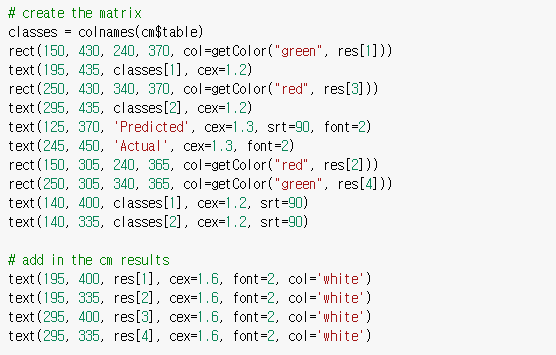 # create the matrix
classes = colnames(cm$table)
rect(150, 430, 240, 370, col=getColor("green", res[1]))
text(195, 435, classes[1], cex=1.2)
rect(250, 430, 340, 370, col=getColor("red", res[3]))
text(295, 435, classes[2], cex=1.2)
text(125, 370, 'Predicted', cex=1.3, srt=90, font=2)
text(245, 450, 'Actual', cex=1.3, font=2)
rect(150, 305, 240, 365, col=getColor("red", res[2]))
rect(250, 305, 340, 365, col=getColor("green", res[4]))
text(140, 400, classes[1], cex=1.2, srt=90)
text(140, 335, classes[2], cex=1.2, srt=90)

# add in the cm results
text(195, 400, res[1], cex=1.6, font=2, col='white')
text(195, 335, res[2], cex=1.6, font=2, col='white')
text(295, 400, res[3], cex=1.6, font=2, col='white')
text(295, 335, res[4], cex=1.6, font=2, col='white')